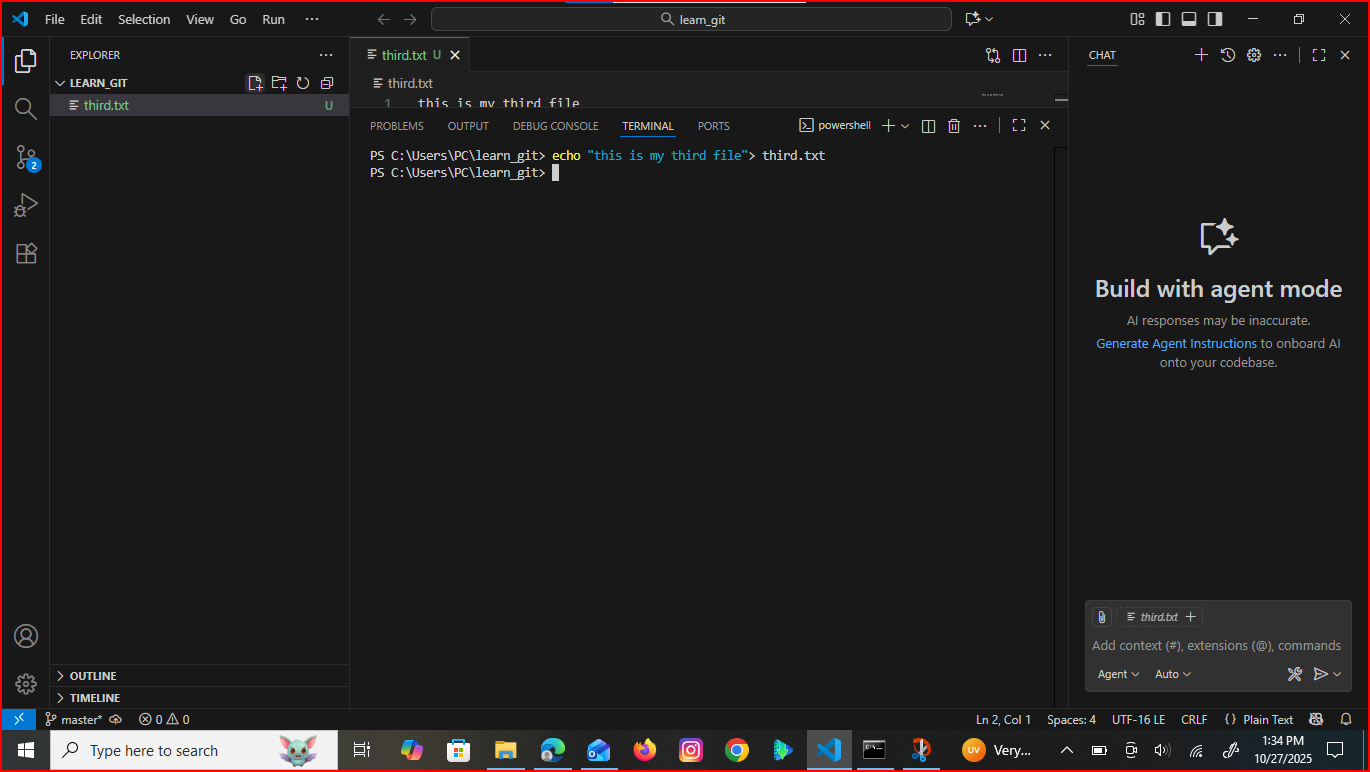 File Edit Selection View Go Run ···
learn_git
EXPLORER
LEARN_GIT
third.txt U
2
OUTLINE
TIMELINE
third.txt U
third.txt
1 this is my third file
PROBLEMS OUTPUT DEBUG CONSOLE TERMINAL PORTS
powershell
PS C:\Users\PC\learn_git> echo "this is my third file"> third.txt
PS C:\Users\PC\learn_git>
CHAT
Build with agent mode
AI responses may be inaccurate.
Generate Agent Instructions to onboard AI
onto your codebase.
third.txt
Add context (#), extensions (@), commands
Agent Auto
master* 0 0
Ln 2, Col 1 Spaces: 4 UTF-16 LE CRLF {} Plain Text
Type here to search
UV Very...
1:34 PM
10/27/2025